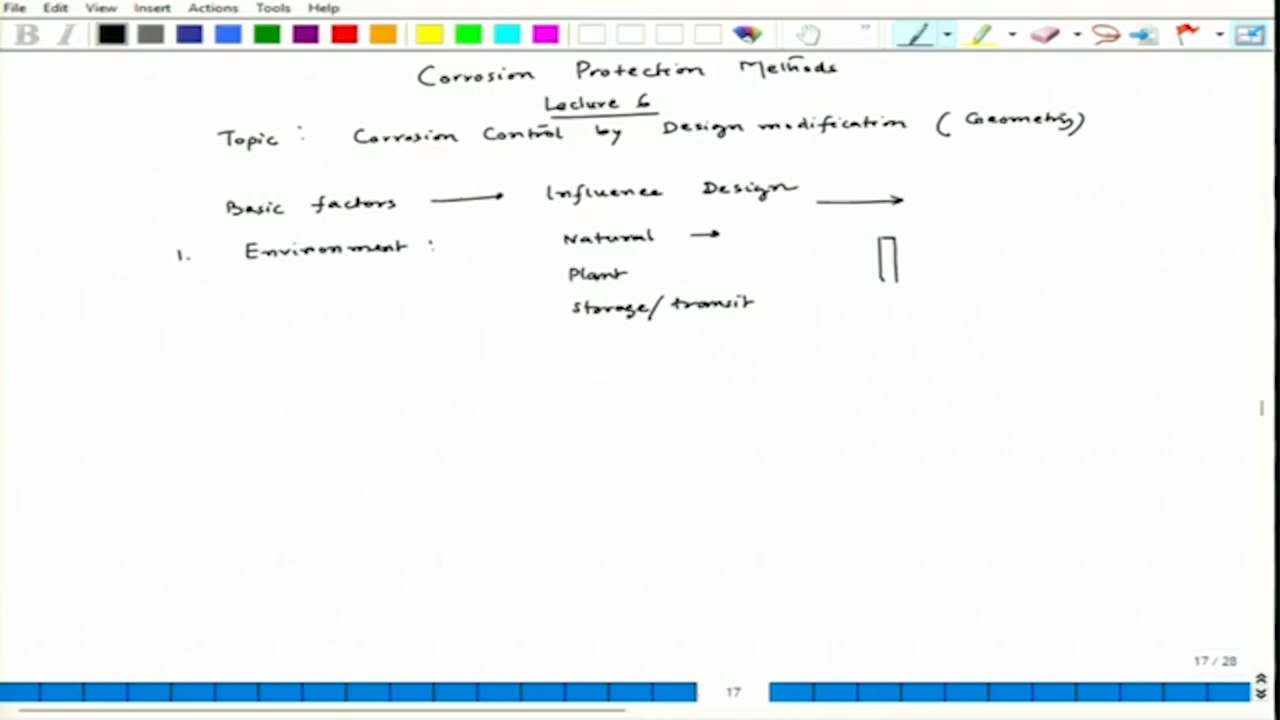 File Edit View Insert Actions Tools Help
B I
Corrosion Protection Methods
Lecture 6
Topic : Corrosion Control by Design modification ( Geometry)
Basic factors → Influence Design →
1. Environment : Natural →
Plant
Storage/ transit
17 / 28
17